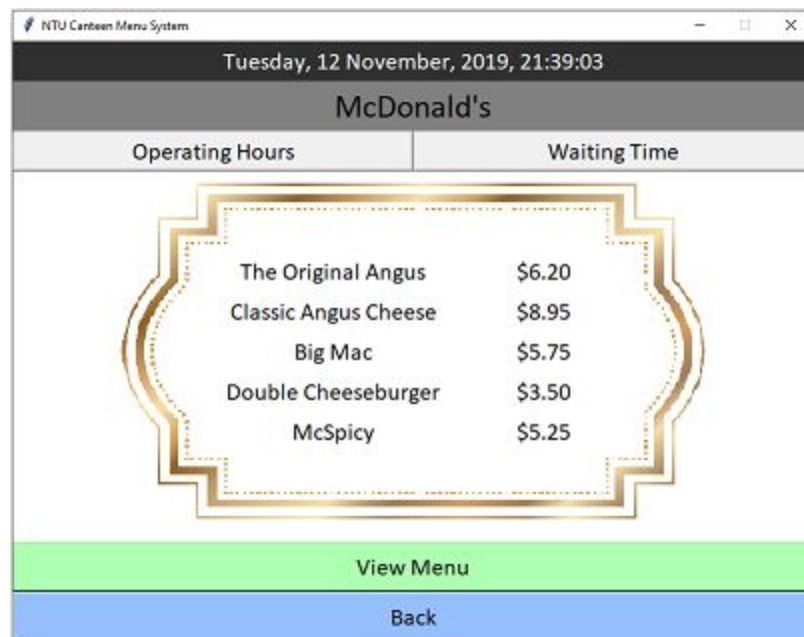 NTU Canteen Menu System
Tuesday, 12 November, 2019, 21:39:03
McDonald's
Operating Hours Waiting Time
The Original Angus $6.20
Classic Angus Cheese $8.95
Big Mac $5.75
Double Cheeseburger $3.50
McSpicy $5.25
View Menu
Back